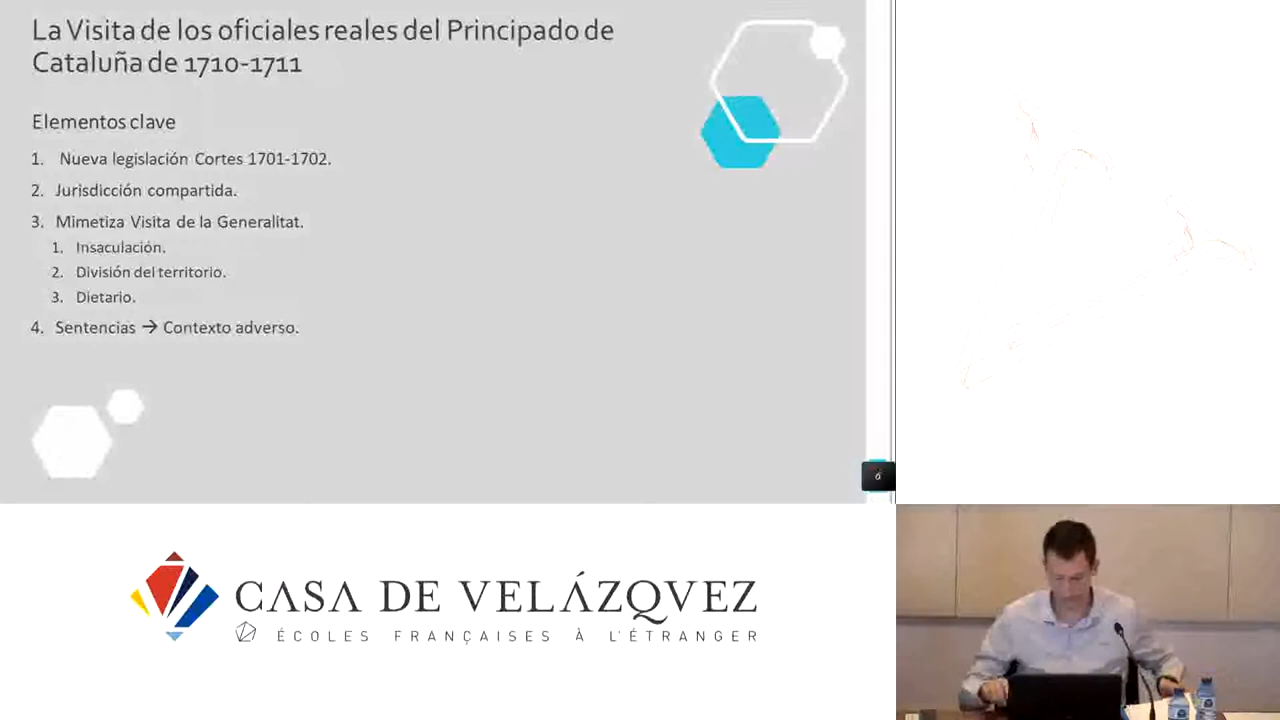 La Visita de los oficiales reales del Principado de
Cataluña de 1710-1711
Elementos clave
1. Nueva legislación Cortes 1701-1702.
2. Jurisdicción compartida.
3. Mimetiza Visita de la Generalitat.
1. Insaculación.
2. División del territorio.
3. Dietario.
4. Sentencias → Contexto adverso.
CASA DE VELÁZQVEZ
ÉCOLES FRANÇAISES À L'ÉTRANGER